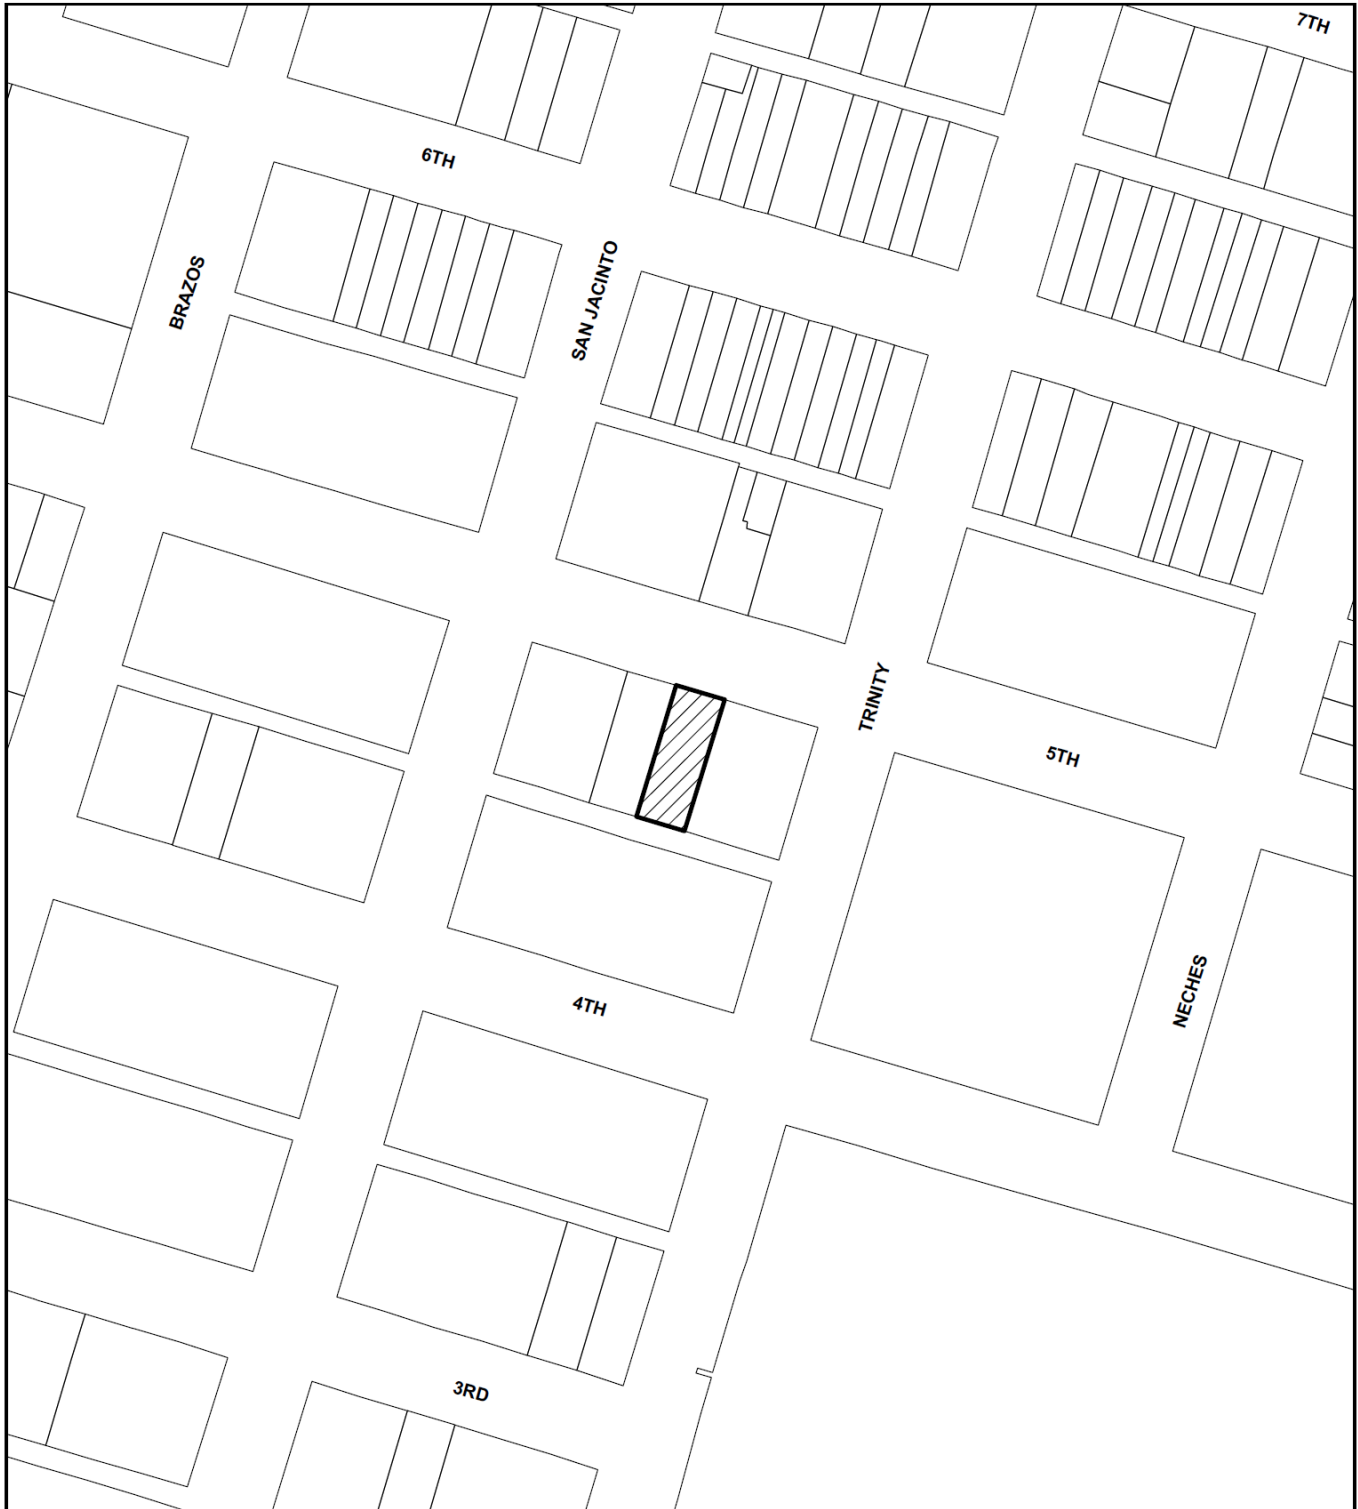 7TH
6TH
BRAZOS
SAN JACINTO
TRINITY
5TH
NECHES
4TH
3RD